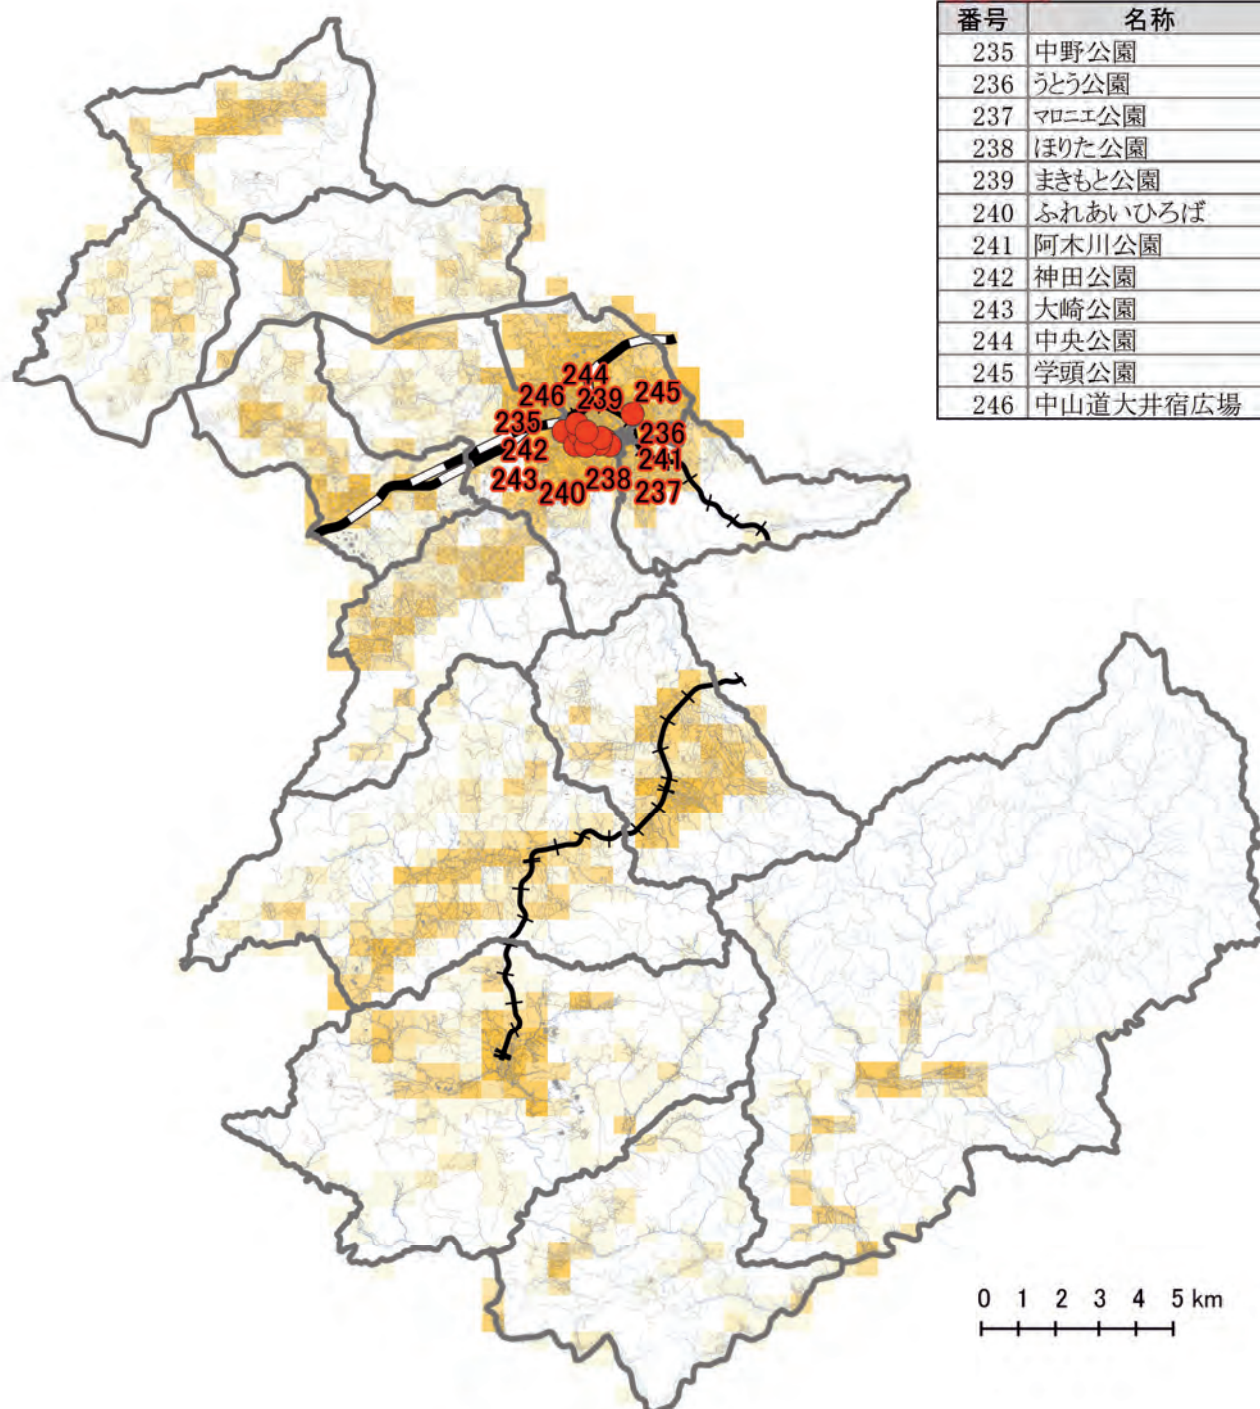 番号 名称
235 中野公園
236 うとう公園
237 マロニエ公園
238 ほりた公園
239 まきもと公園
240 ふれあいひろば
241 阿木川公園
242 神田公園
243 大崎公園
244 中央公園
245 学頭公園
246 中山道大井宿広場
244
246 239 245
235 236
242 241
243 240 238 237
0 1 2 3 4 5 km